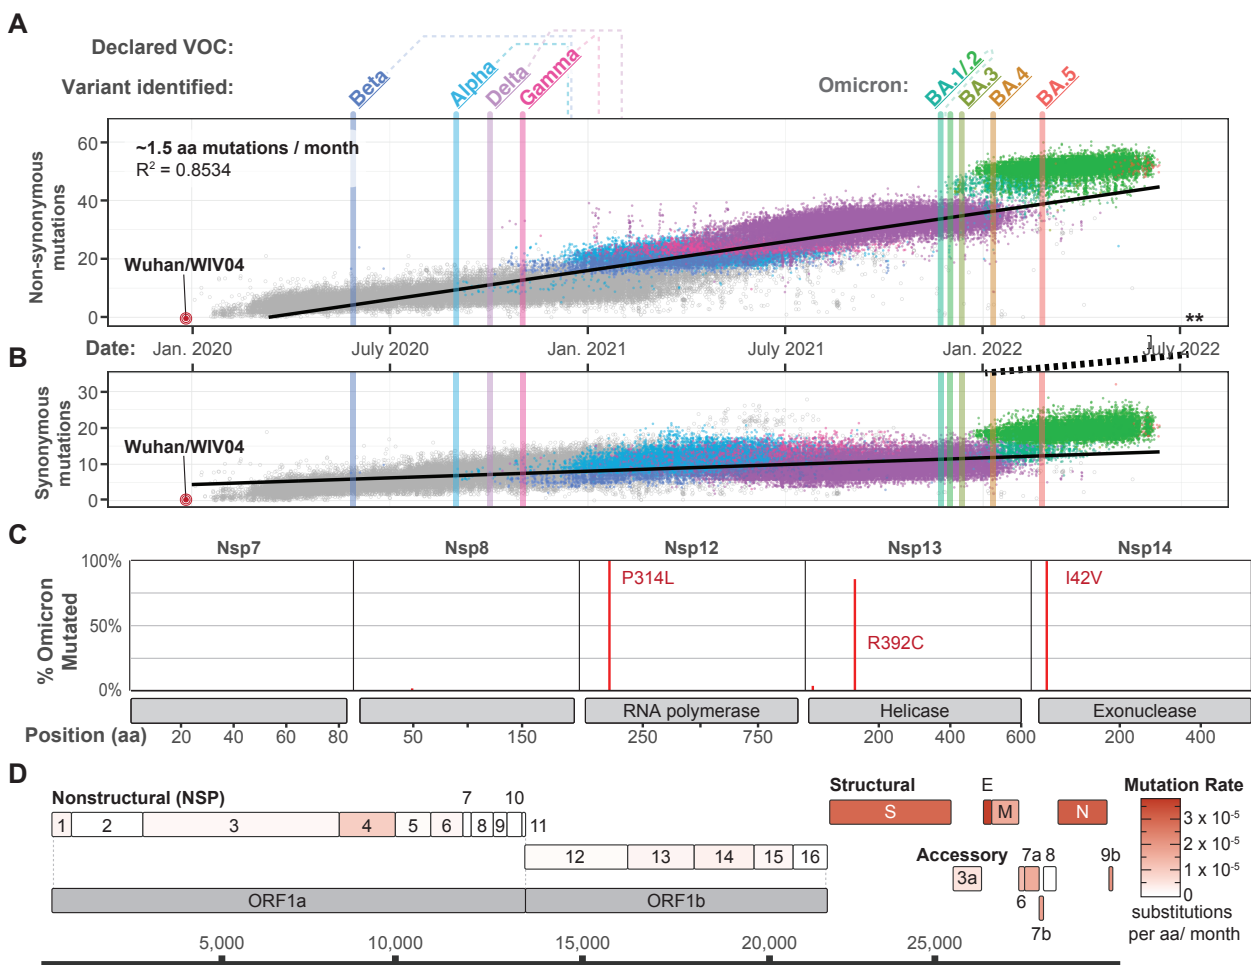 A
Declared VOC:
Variant identified:
Beta
Alpha
Delta
Gamma
Omicron:
BA.1/.2
BA.3
BA.4
BA.5
Non-synonymous
mutations
60
40
20
0
~1.5 aa mutations / month
R² = 0.8534
Wuhan/WIV04
**
Date:
Jan. 2020
July 2020
Jan. 2021
July 2021
Jan. 2022
July 2022
B
Synonymous
mutations
30
20
10
0
Wuhan/WIV04
C
Nsp7
Nsp8
Nsp12
Nsp13
Nsp14
% Omicron
Mutated
100%
50%
0%
P314L
R392C
I42V
RNA polymerase
Helicase
Exonuclease
Position (aa)
20 40 60 80
50 150
250 750
200 400 600
200 400
D
Nonstructural (NSP)
7 10
1 2 3 4 5 6 8 9 11
12 13 14 15 16
ORF1a
ORF1b
Structural
E
S
M
N
Accessory
7a 8 9b
3a
6
7b
Mutation Rate
3 x 10⁻⁵
2 x 10⁻⁵
1 x 10⁻⁵
0
substitutions
per aa/ month
5,000
10,000
15,000
20,000
25,000